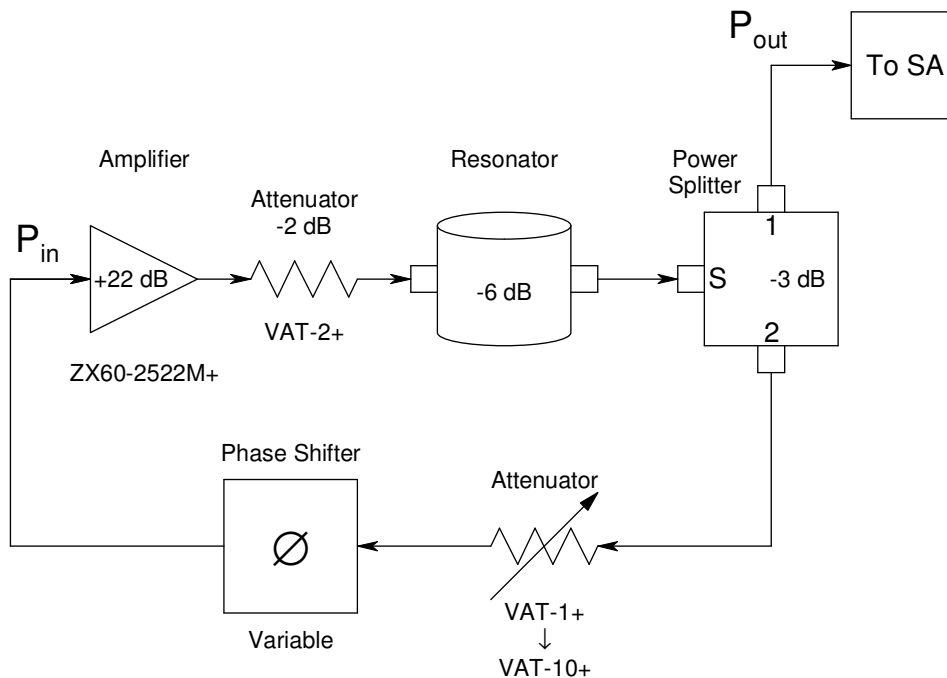 P_out
To SA
Amplifier
Resonator
Power
Splitter
Attenuator
-2 dB
P_in
+22 dB
-6 dB
1
S
-3 dB
2
VAT-2+
ZX60-2522M+
Phase Shifter
Attenuator
Ø
Variable
VAT-1+
↓
VAT-10+